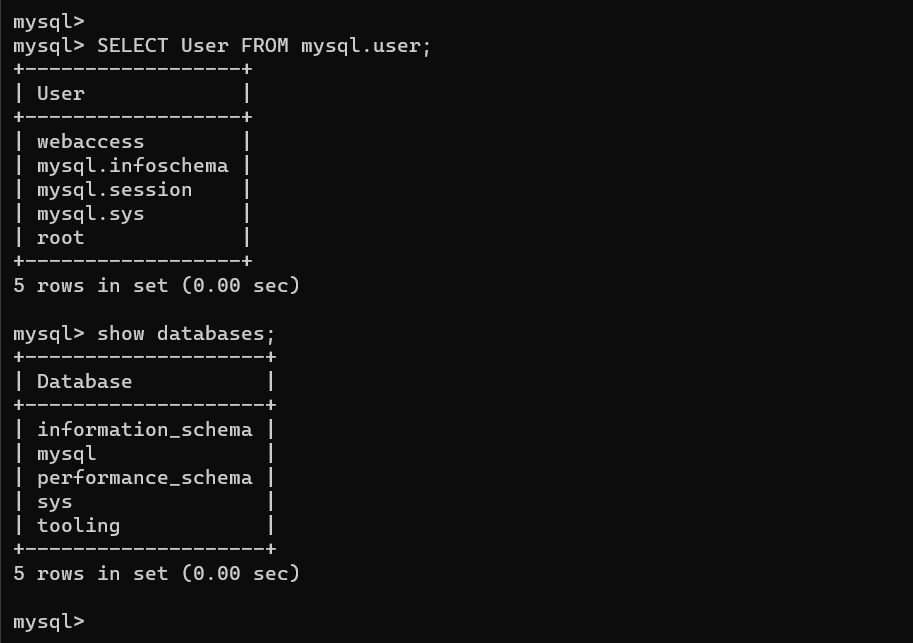 mysql>
mysql> SELECT User FROM mysql.user;
+------------------+
| User             |
+------------------+
| webaccess        |
| mysql.infoschema |
| mysql.session    |
| mysql.sys        |
| root             |
+------------------+
5 rows in set (0.00 sec)

mysql> show databases;
+--------------------+
| Database           |
+--------------------+
| information_schema |
| mysql              |
| performance_schema |
| sys                |
| tooling            |
+--------------------+
5 rows in set (0.00 sec)

mysql>